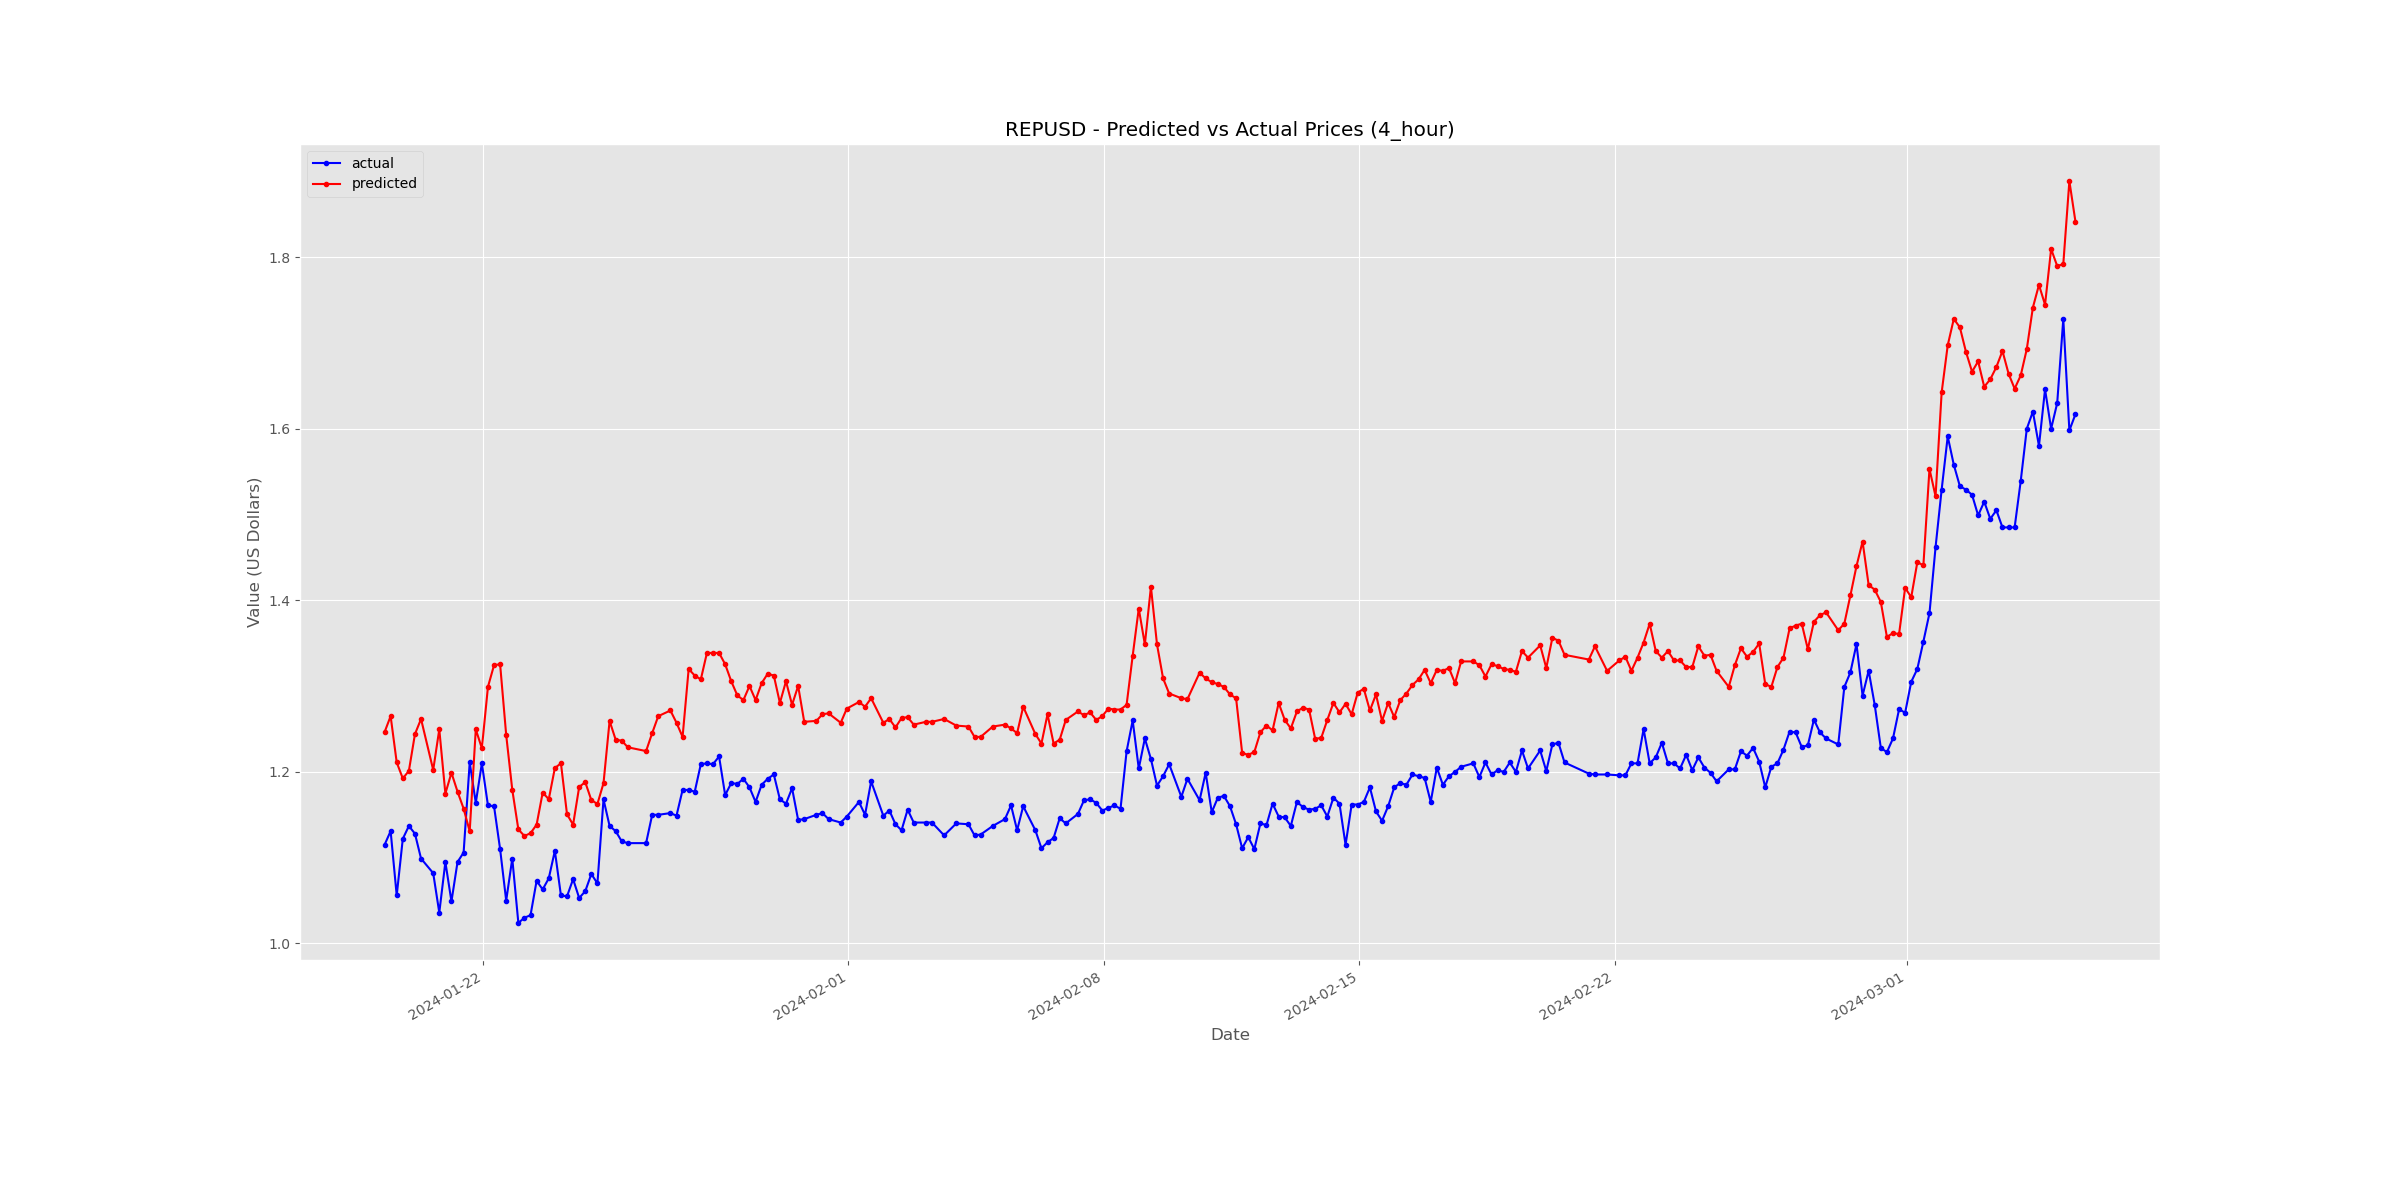 REPUSD - Predicted vs Actual Prices (4_hour)
actual
predicted
Value (US Dollars)
1.8
1.6
1.4
1.2
1.0
2024-01-22
2024-02-01
2024-02-08
2024-02-15
2024-02-22
2024-03-01
Date